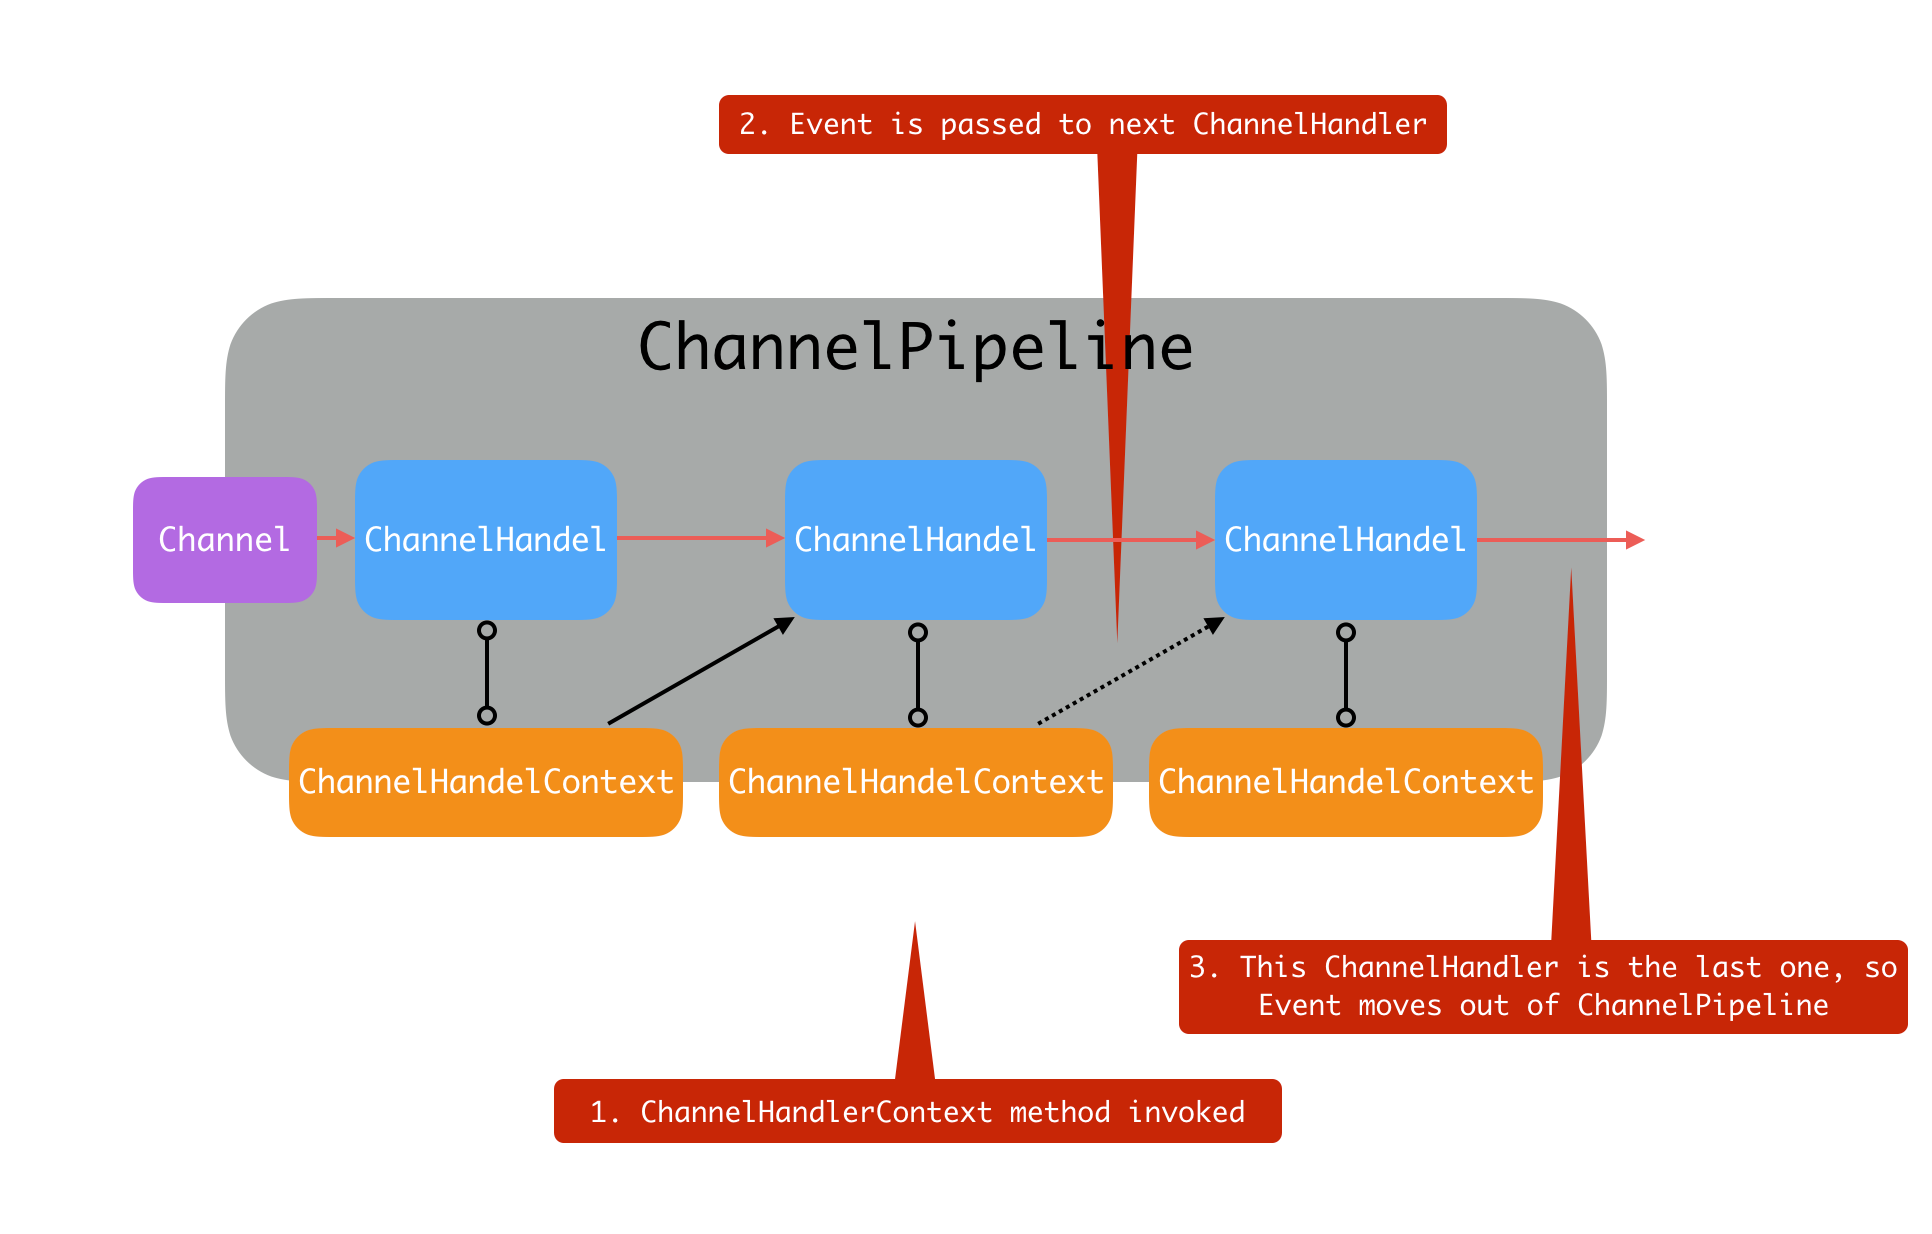 2. Event is passed to next ChannelHandler
ChannelPipeline
Channel
ChannelHandel
ChannelHandel
ChannelHandel
ChannelHandelContext
ChannelHandelContext
ChannelHandelContext
3. This ChannelHandler is the last one, so
Event moves out of ChannelPipeline
1. ChannelHandlerContext method invoked